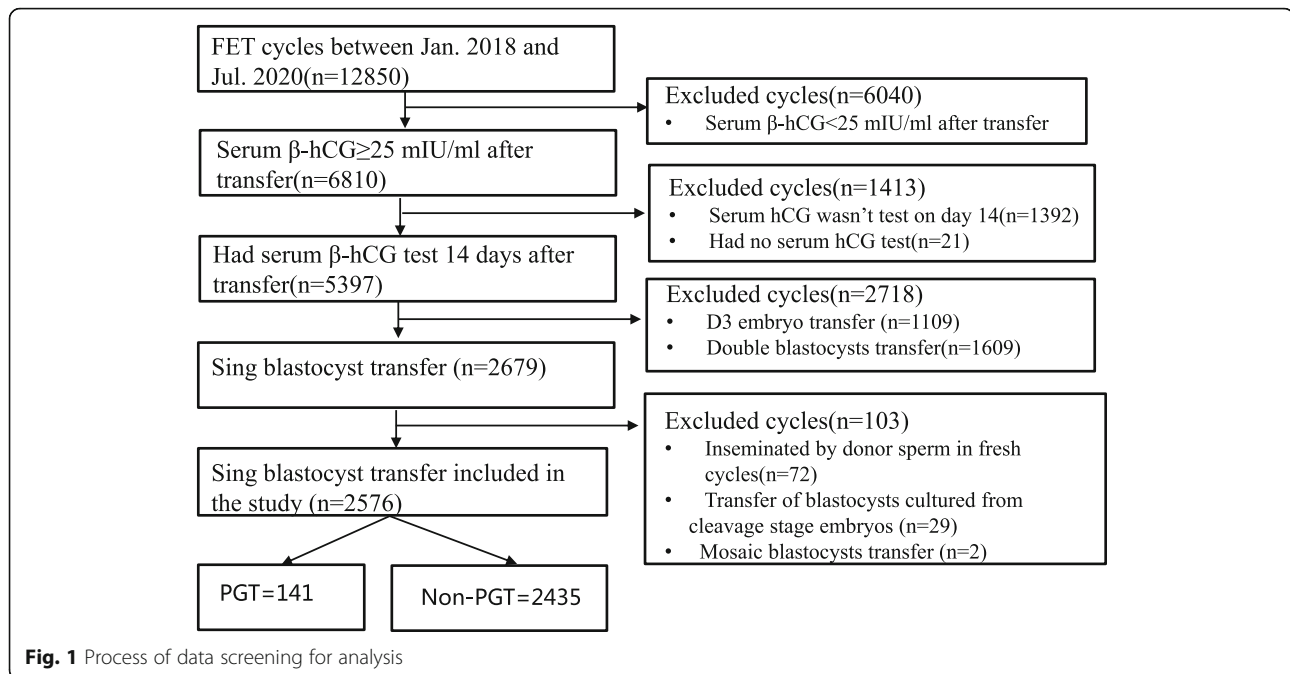 FET cycles between Jan. 2018 and
Jul. 2020(n=12850)
Excluded cycles(n=6040)
• Serum β-hCG<25 mIU/ml after transfer
Serum β-hCG≥25 mIU/ml after
transfer(n=6810)
Excluded cycles(n=1413)
• Serum hCG wasn't test on day 14(n=1392)
• Had no serum hCG test(n=21)
Had serum β-hCG test 14 days after
transfer(n=5397)
Excluded cycles(n=2718)
• D3 embryo transfer (n=1109)
• Double blastocysts transfer(n=1609)
Sing blastocyst transfer (n=2679)
Excluded cycles(n=103)
• Inseminated by donor sperm in fresh
cycles(n=72)
• Transfer of blastocysts cultured from
cleavage stage embryos (n=29)
• Mosaic blastocysts transfer (n=2)
Sing blastocyst transfer included in
the study (n=2576)
PGT=141
Non-PGT=2435
Fig. 1 Process of data screening for analysis